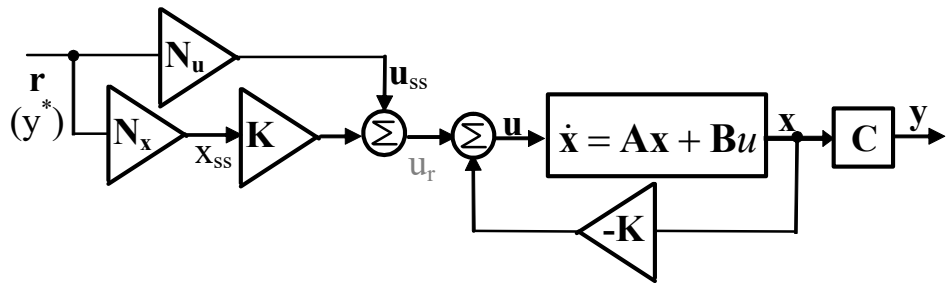 N_u
r
(y^*)
N_x
x_ss
K
u_ss
Σ
u_r
Σ
u
ẋ = Ax + Bu
x
C
y
-K